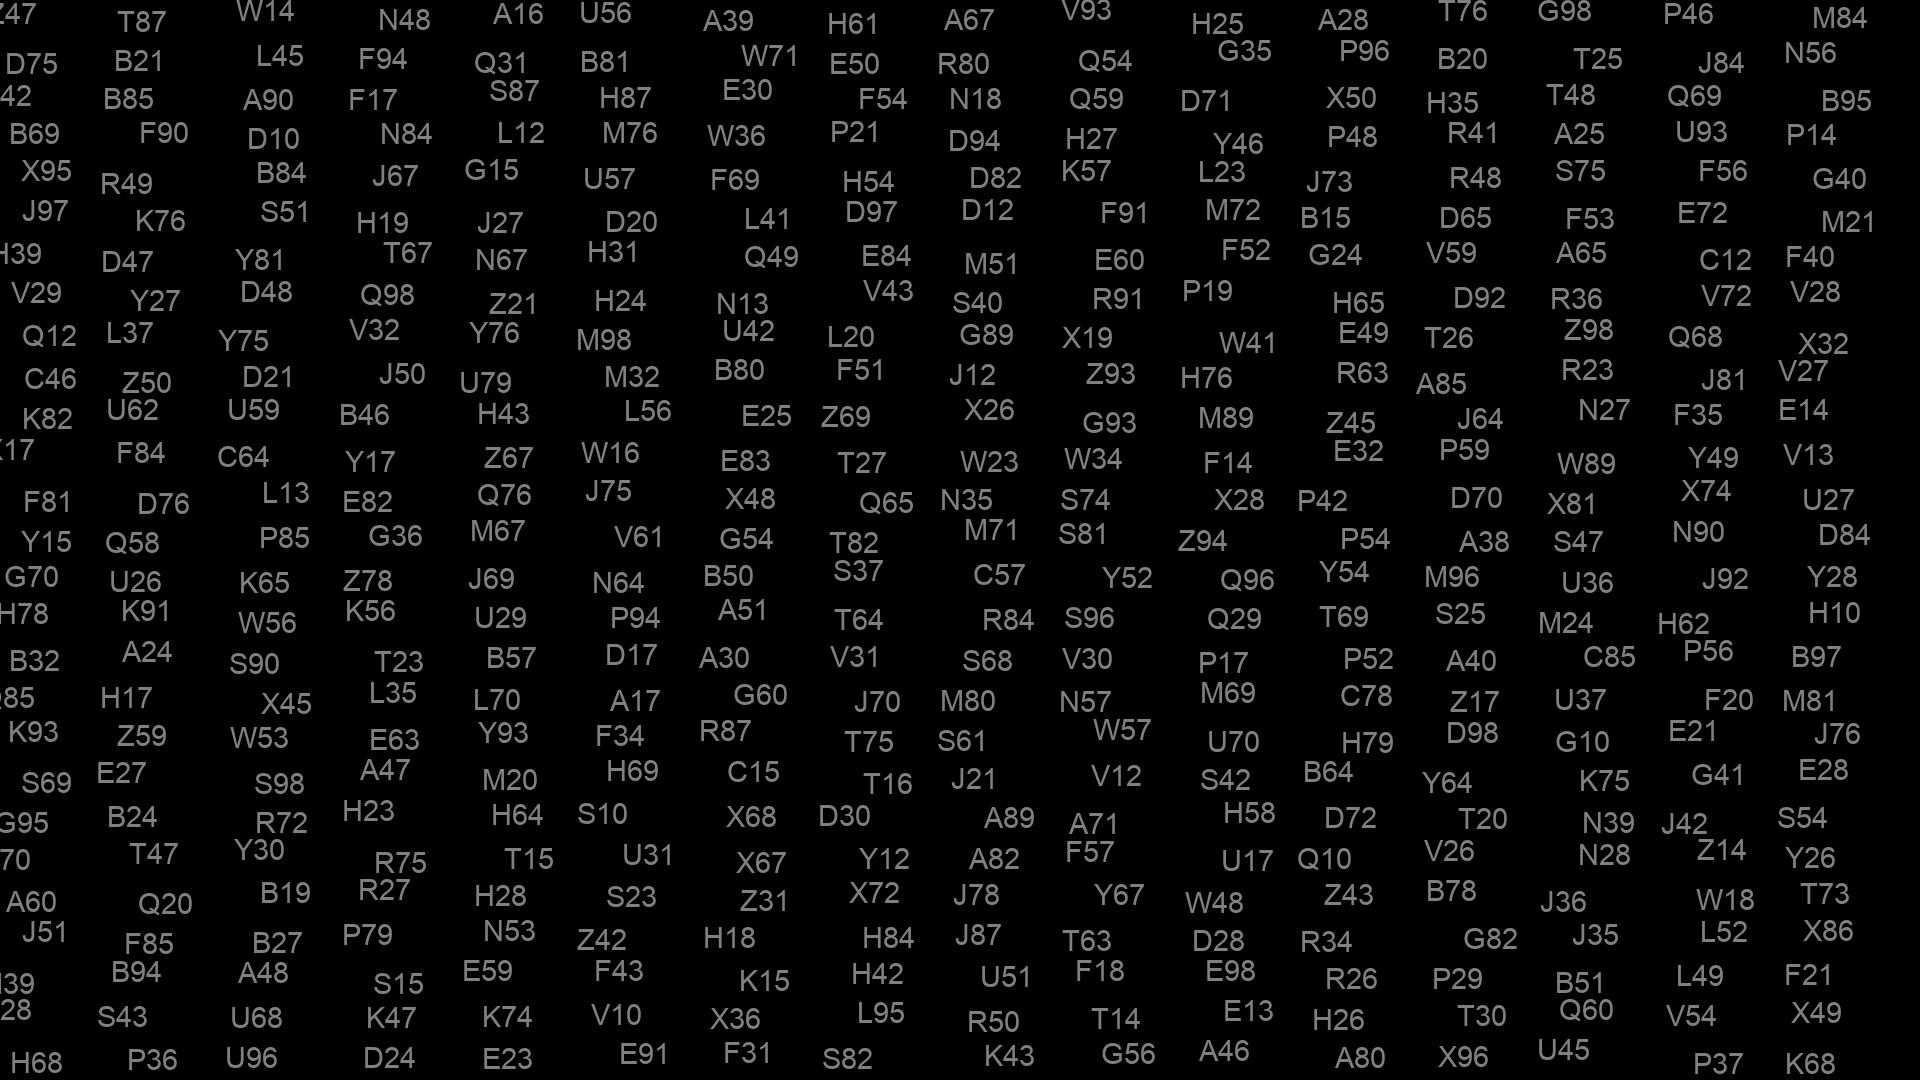 Z47 T87 W14 N48 A16 U56 A39 H61 A67 V93 H25 A28 T76 G98 P46 M84
D75 B21 L45 F94 Q31 B81 W71 E50 R80 Q54 G35 P96 B20 T25 J84 N56
42 B85 A90 F17 S87 H87 E30 F54 N18 Q59 D71 X50 H35 T48 Q69 B95
B69 F90 D10 N84 L12 M76 W36 P21 D94 H27 Y46 P48 R41 A25 U93 P14
X95 R49 B84 J67 G15 U57 F69 H54 D82 K57 L23 J73 R48 S75 F56 G40
J97 K76 S51 H19 J27 D20 L41 D97 D12 F91 M72 B15 D65 F53 E72 M21
H39 D47 Y81 T67 N67 H31 Q49 E84 M51 E60 F52 G24 V59 A65 C12 F40
V29 Y27 D48 Q98 Z21 H24 N13 V43 S40 R91 P19 H65 D92 R36 V72 V28
Q12 L37 Y75 V32 Y76 M98 U42 L20 G89 X19 W41 E49 T26 Z98 Q68 X32
C46 Z50 D21 J50 U79 M32 B80 F51 J12 Z93 H76 R63 A85 R23 J81 V27
K82 U62 U59 B46 H43 L56 E25 Z69 X26 G93 M89 Z45 J64 N27 F35 E14
17 F84 C64 Y17 Z67 W16 E83 T27 W23 W34 F14 E32 P59 W89 Y49 V13
F81 D76 L13 E82 Q76 J75 X48 Q65 N35 S74 X28 P42 D70 X81 X74 U27
Y15 Q58 P85 G36 M67 V61 G54 T82 M71 S81 Z94 P54 A38 S47 N90 D84
G70 U26 K65 Z78 J69 N64 B50 S37 C57 Y52 Q96 Y54 M96 U36 J92 Y28
H78 K91 W56 K56 U29 P94 A51 T64 R84 S96 Q29 T69 S25 M24 H62 H10
B32 A24 S90 T23 B57 D17 A30 V31 S68 V30 P17 P52 A40 C85 P56 B97
85 H17 X45 L35 L70 A17 G60 J70 M80 N57 M69 C78 Z17 U37 F20 M81
K93 Z59 W53 E63 Y93 F34 R87 T75 S61 W57 U70 H79 D98 G10 E21 J76
S69 E27 S98 A47 M20 H69 C15 T16 J21 V12 S42 B64 Y64 K75 G41 E28
G95 B24 R72 H23 H64 S10 X68 D30 A89 A71 H58 D72 T20 N39 J42 S54
70 T47 Y30 R75 T15 U31 X67 Y12 A82 F57 U17 Q10 V26 N28 Z14 Y26
A60 Q20 B19 R27 H28 S23 Z31 X72 J78 Y67 W48 Z43 B78 J36 W18 T73
J51 F85 B27 P79 N53 Z42 H18 H84 J87 T63 D28 R34 G82 J35 L52 X86
39 B94 A48 S15 E59 F43 K15 H42 U51 F18 E98 R26 P29 B51 L49 F21
28 S43 U68 K47 K74 V10 X36 L95 R50 T14 E13 H26 T30 Q60 V54 X49
H68 P36 U96 D24 E23 E91 F31 S82 K43 G56 A46 A80 X96 U45 P37 K68